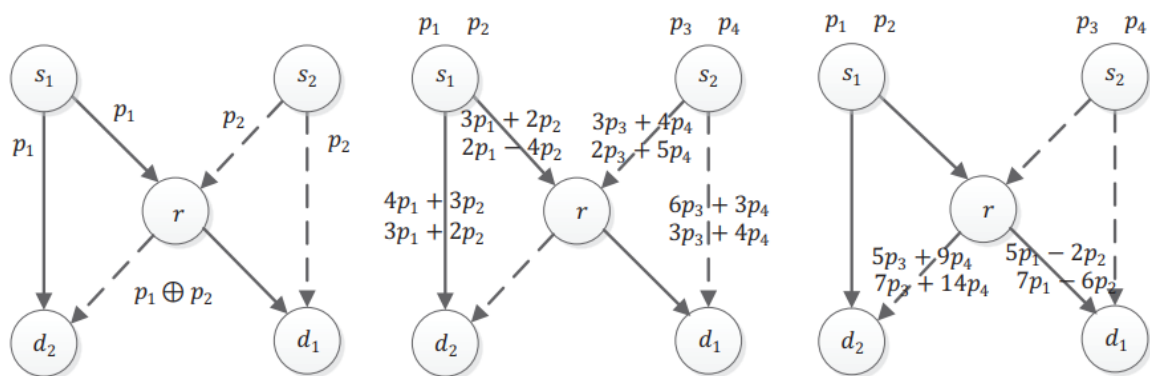 s₁
s₂
p₁
p₂
p₁
p₂
r
p₁ ⊕ p₂
d₂
d₁
p₁ p₂
p₃ p₄
s₁
s₂
3p₁ + 2p₂
2p₁ − 4p₂
3p₃ + 4p₄
2p₃ + 5p₄
4p₁ + 3p₂
3p₁ + 2p₂
r
6p₃ + 3p₄
3p₃ + 4p₄
d₂
d₁
p₁ p₂
p₃ p₄
s₁
s₂
r
5p₃ + 9p₄
7p₃ + 14p₄
5p₁ − 2p₂
7p₁ − 6p₂
d₂
d₁